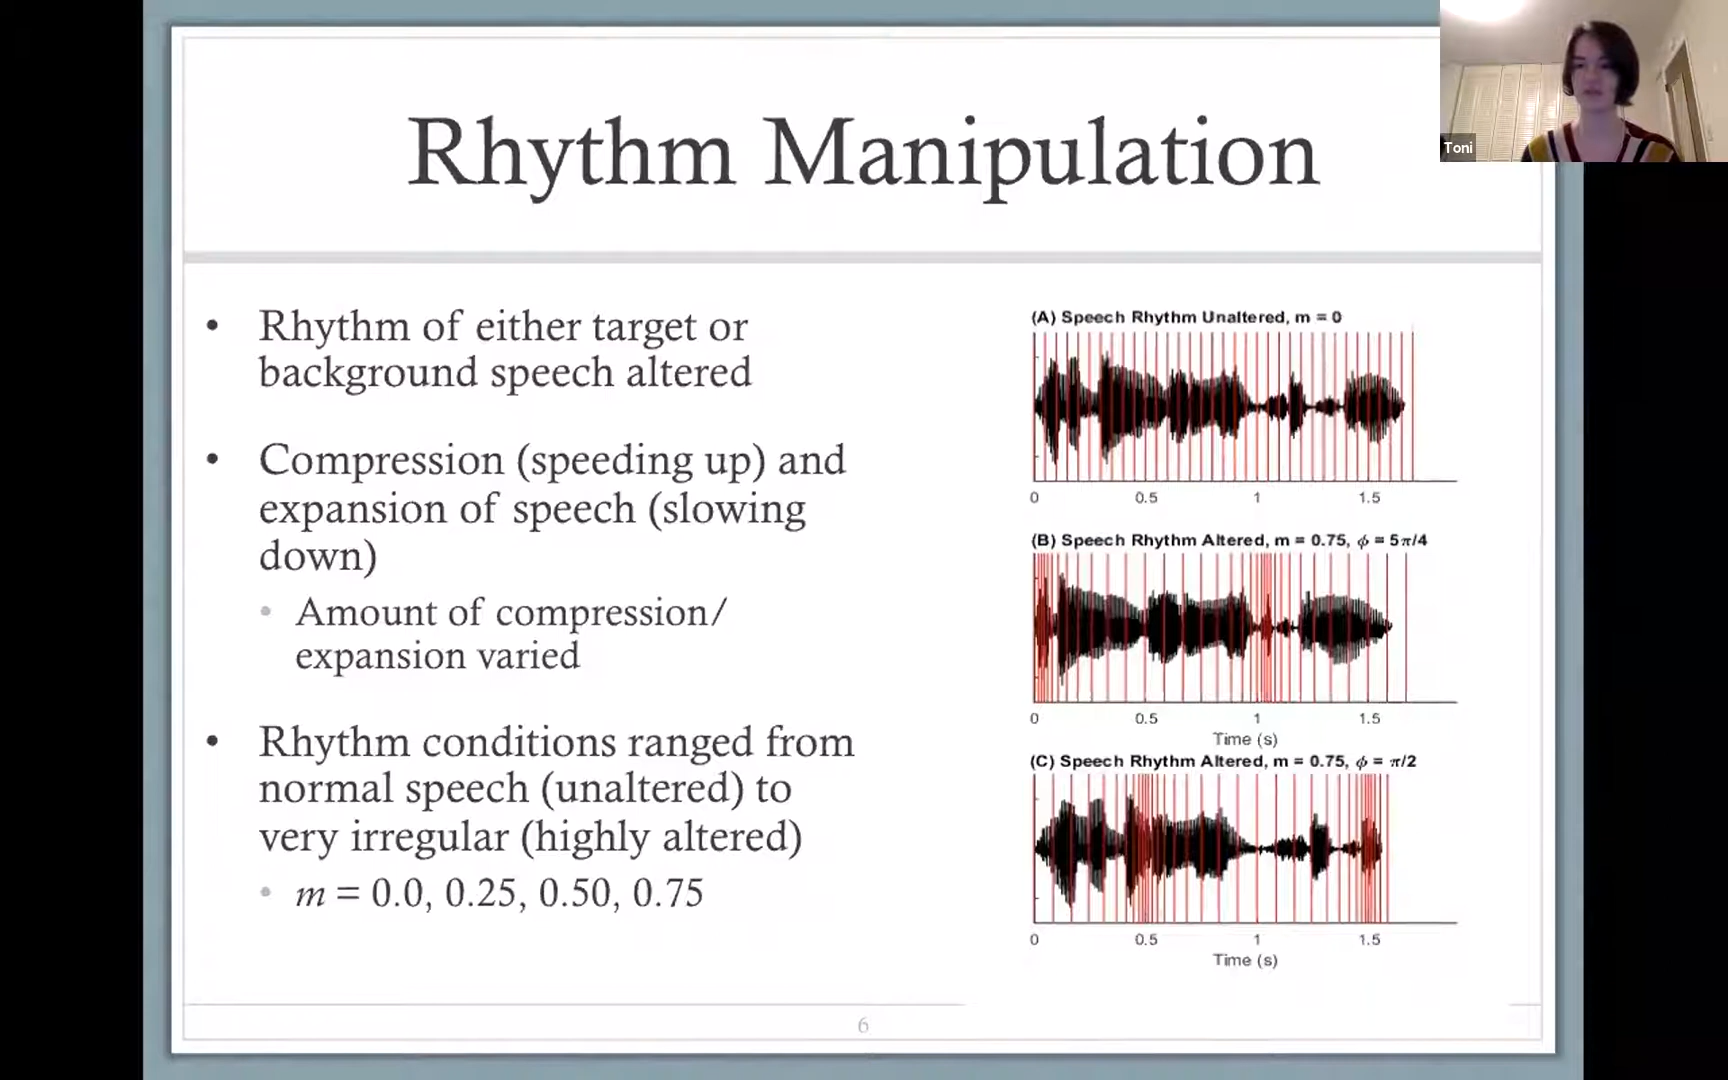 Rhythm Manipulation
Toni
• Rhythm of either target or
background speech altered
• Compression (speeding up) and
expansion of speech (slowing
down)
• Amount of compression/
expansion varied
• Rhythm conditions ranged from
normal speech (unaltered) to
very irregular (highly altered)
• m = 0.0, 0.25, 0.50, 0.75
(A) Speech Rhythm Unaltered, m = 0
0 0.5 1 1.5
(B) Speech Rhythm Altered, m = 0.75, ϕ = 5π/4
0 0.5 1 1.5
Time (s)
(C) Speech Rhythm Altered, m = 0.75, ϕ = π/2
0 0.5 1 1.5
Time (s)
6